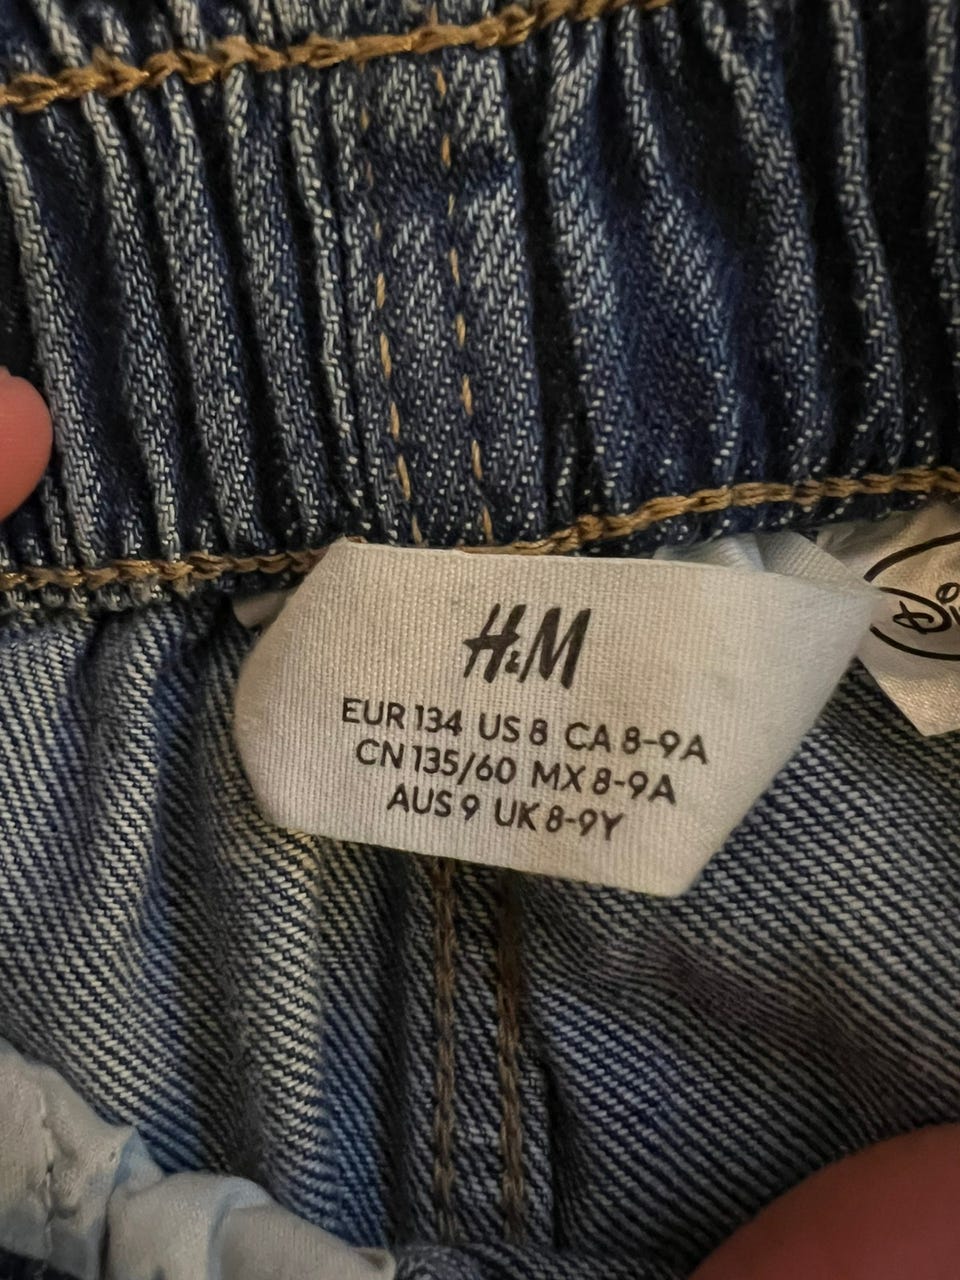 H&M
EUR 134 US 8 CA 8-9A
CN 135/60 MX 8-9A
AUS 9 UK 8-9Y